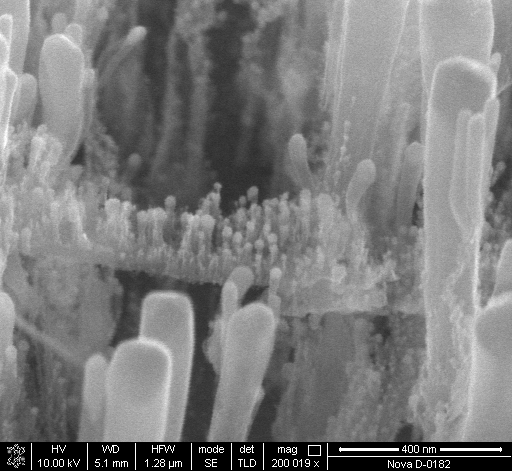 HV WD HFW mode det mag 400 nm
10.00 kV 5.1 mm 1.28 µm SE TLD 200 019 x Nova D-0182